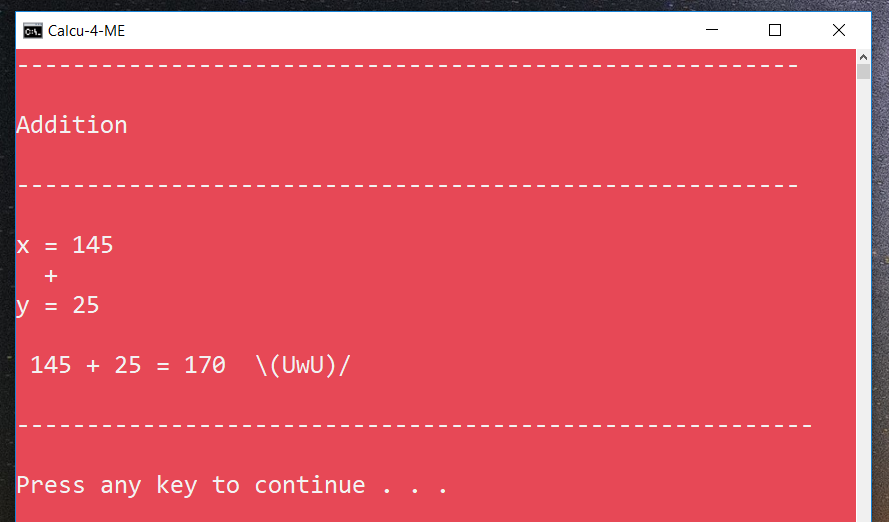 Calcu-4-ME
--------------------------------------------------------
Addition
--------------------------------------------------------
x = 145
  +
y = 25
 145 + 25 = 170  \(UwU)/
---------------------------------------------------------
Press any key to continue . . .